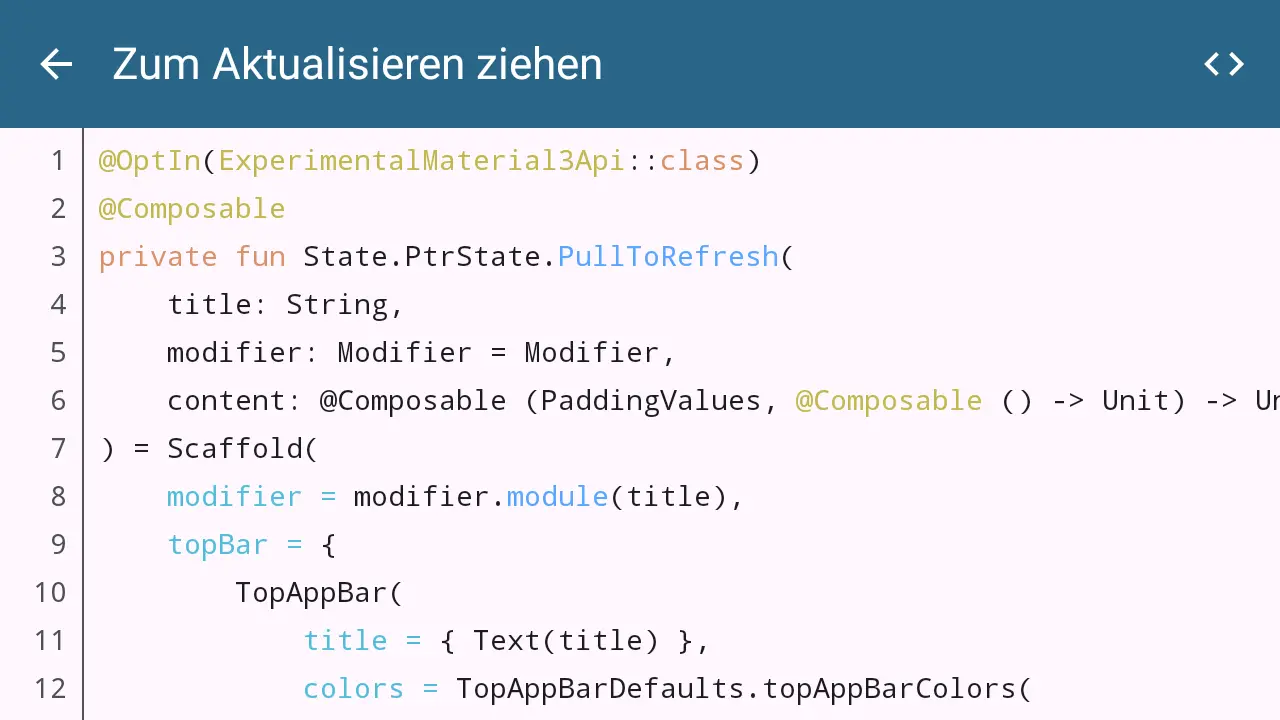 Zum Aktualisieren ziehen
1 @OptIn(ExperimentalMaterial3Api::class)
2 @Composable
3 private fun State.PtrState.PullToRefresh(
4     title: String,
5     modifier: Modifier = Modifier,
6     content: @Composable (PaddingValues, @Composable () -> Unit) ->
7 ) = Scaffold(
8     modifier = modifier.module(title),
9     topBar = {
10         TopAppBar(
11             title = { Text(title) },
12             colors = TopAppBarDefaults.topAppBarColors(